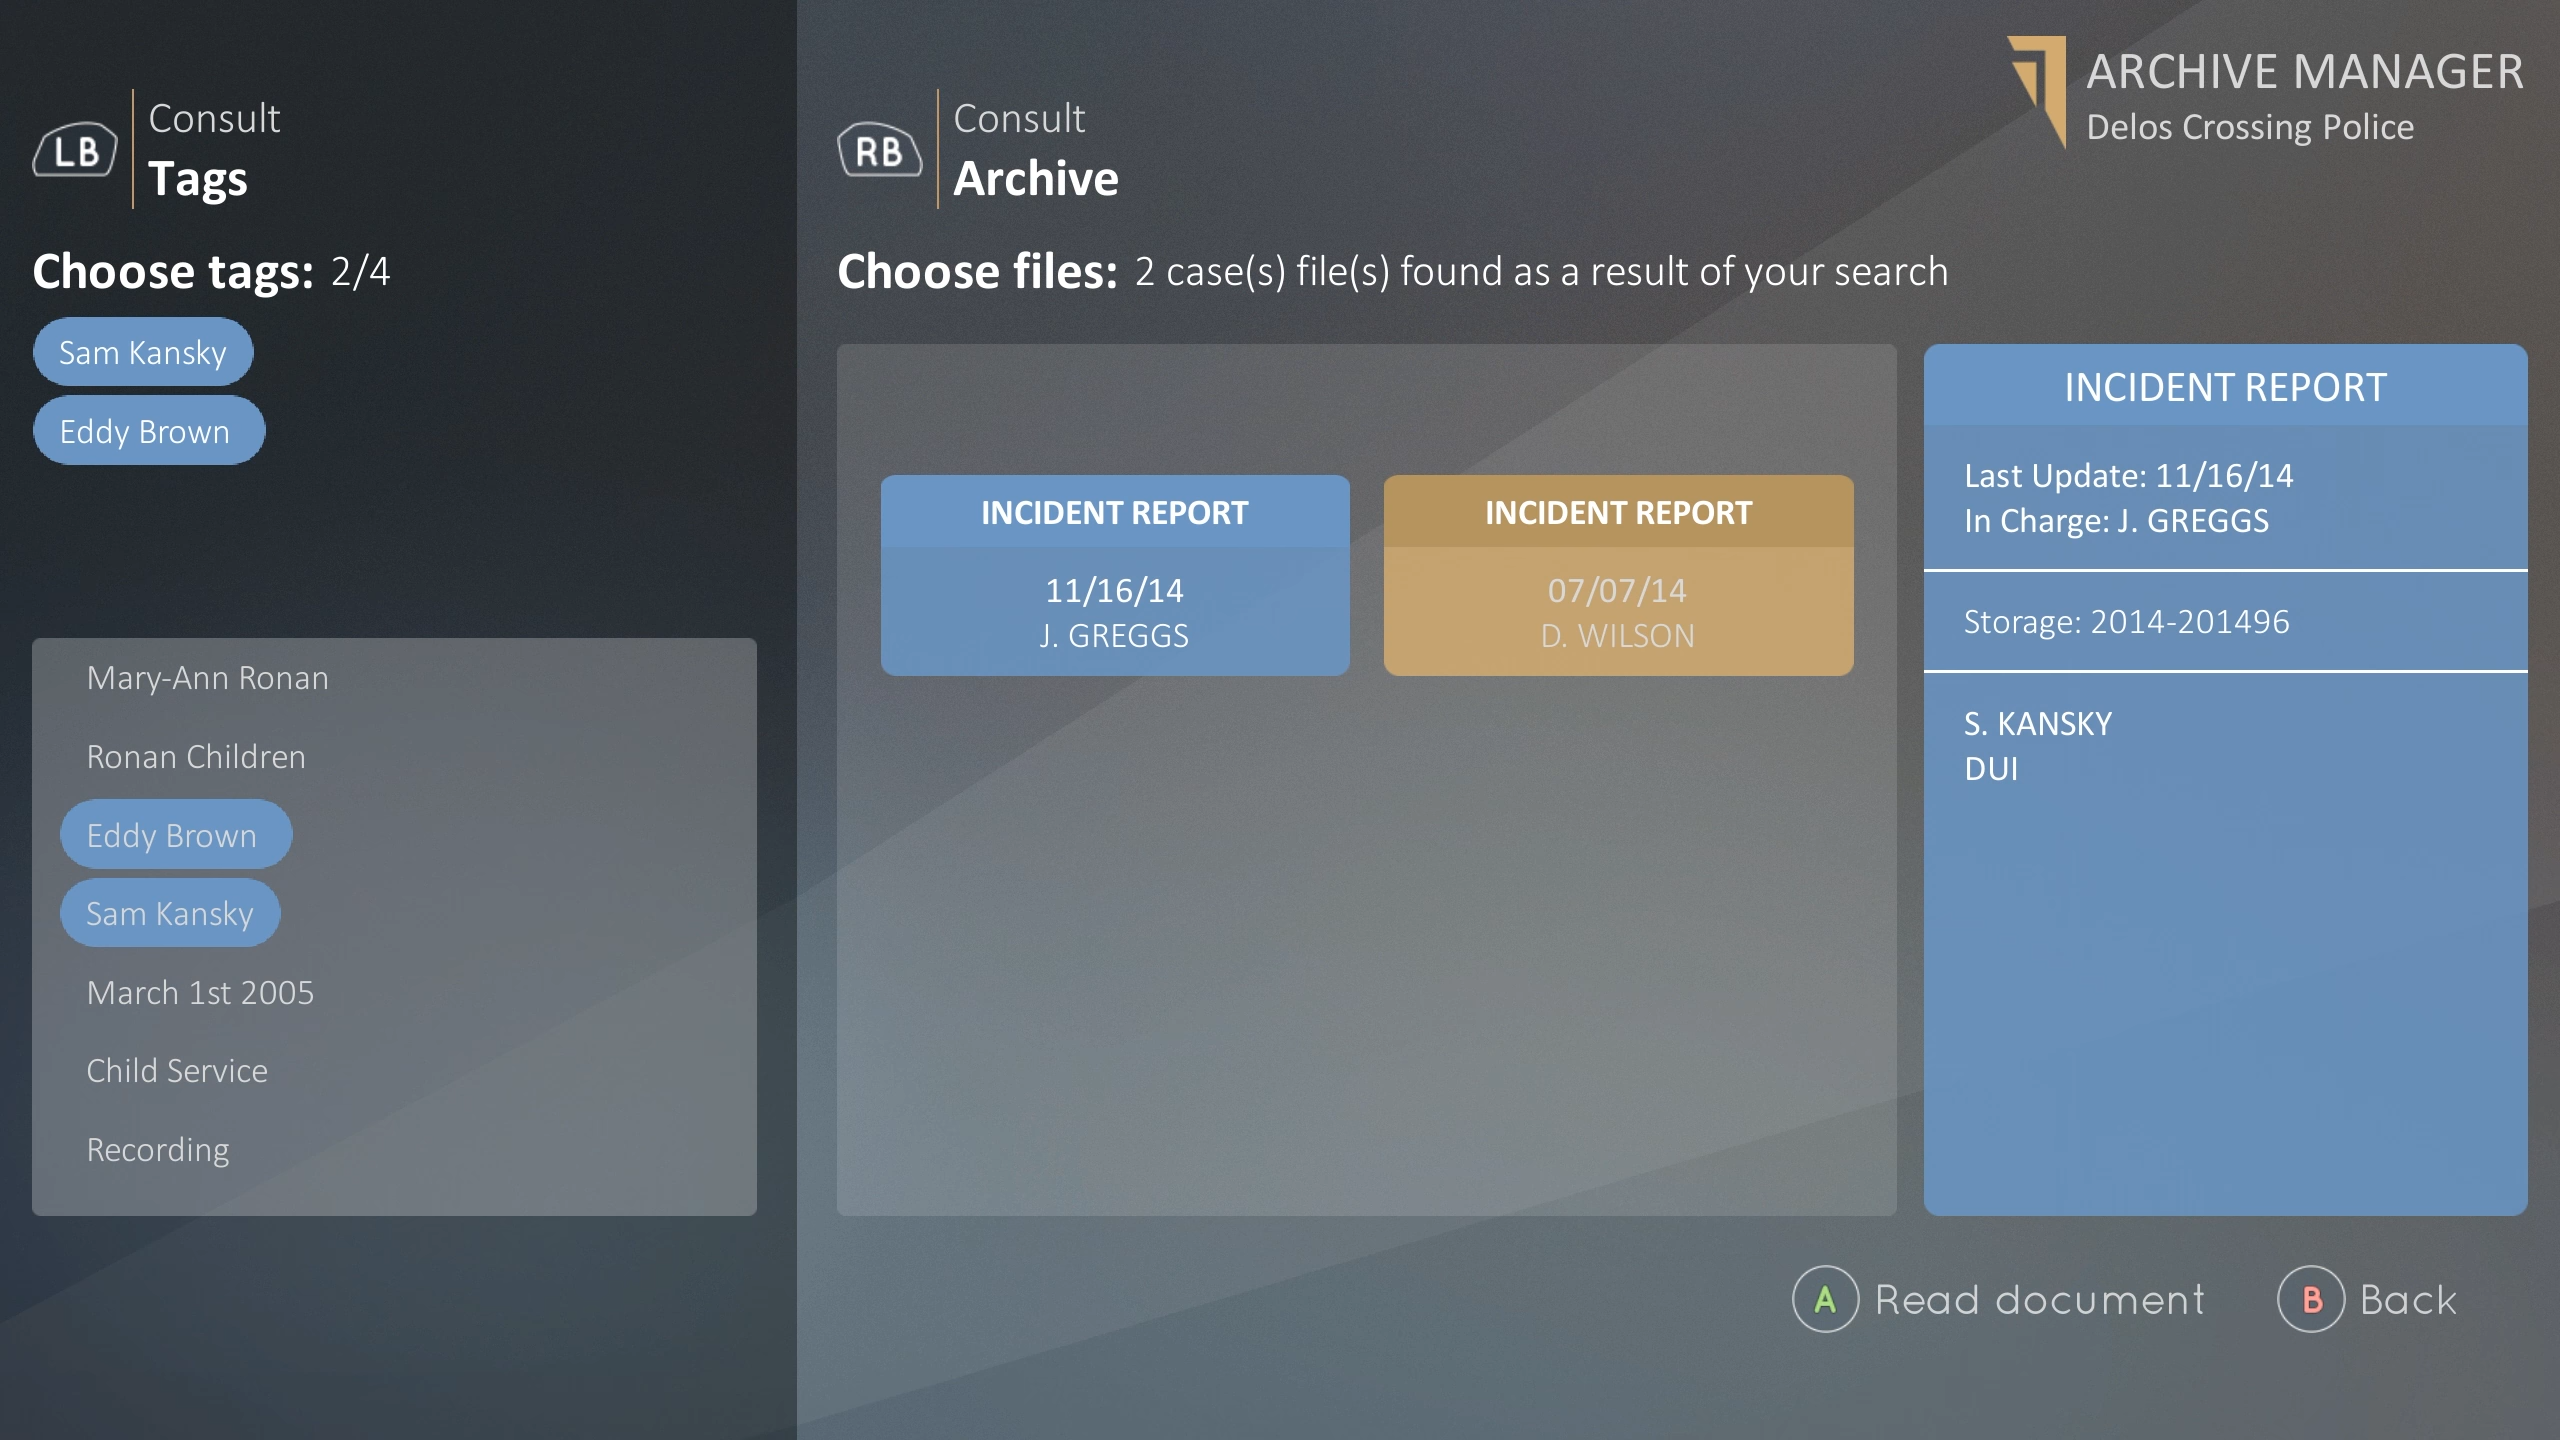 LB
Consult
Tags
Choose tags: 2/4
Sam Kansky
Eddy Brown
Mary-Ann Ronan
Ronan Children
Eddy Brown
Sam Kansky
March 1st 2005
Child Service
Recording
RB
Consult
Archive
ARCHIVE MANAGER
Delos Crossing Police
Choose files: 2 case(s) file(s) found as a result of your search
INCIDENT REPORT
11/16/14
J. GREGGS
INCIDENT REPORT
07/07/14
D. WILSON
INCIDENT REPORT
Last Update: 11/16/14
In Charge: J. GREGGS
Storage: 2014-201496
S. KANSKY
DUI
A Read document
B Back